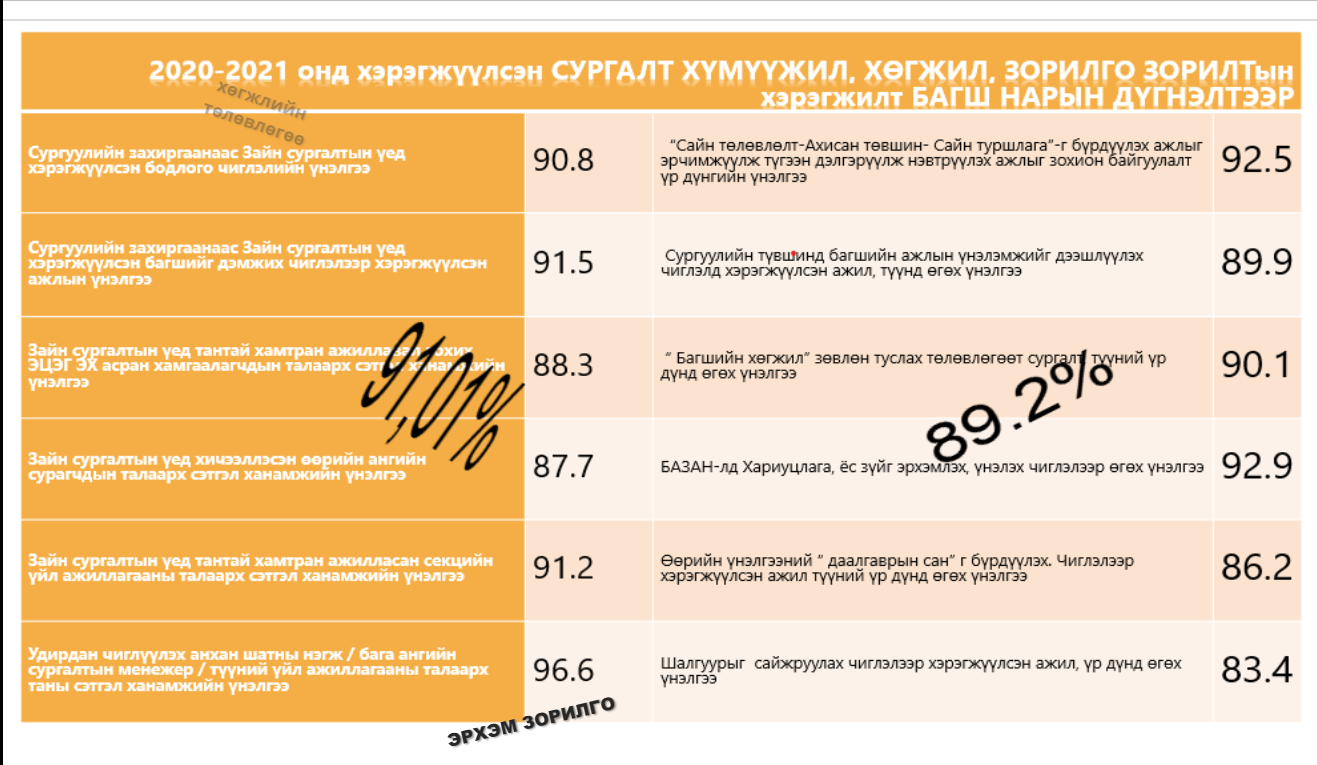 2020-2021 онд хэрэгжүүлсэн СУРГАЛТ ХҮМҮҮЖИЛ, ХӨГЖИЛ, ЗОРИЛГО ЗОРИЛТын
хэрэгжилт БАГШ НАРЫН ДҮГНЭЛТЭЭР
хөгжлийн
төлөвлөгөө
Сургуулийн захиргаанаас Зайн сургалтын үед
хэрэгжүүлсэн бодлого чиглэлийн үнэлгээ
90.8
"Сайн төлөвлөлт-Ахисан төвшин- Сайн туршлага"-г бүрдүүлэх ажлыг
эрчимжүүлж түгээн дэлгэрүүлж нэвтрүүлэх ажлыг зохион байгуулалт
үр дүнгийн үнэлгээ
92.5
Сургуулийн захиргаанаас Зайн сургалтын үед
хэрэгжүүлсэн багшийг дэмжих чиглэлээр хэрэгжүүлсэн
ажлын үнэлгээ
91.5
Сургуулийн түвшинд багшийн ажлын үнэлэмжийг дээшлүүлэх
чиглэлд хэрэгжүүлсэн ажил, түүнд өгөх үнэлгээ
89.9
Зайн сургалтын үед тантай хамтран
ЭЦЭГ ЭХ асран хамгаалагчдын талаарх сэтгэл ханамжийн
үнэлгээ
88.3
" Багшийн хөгжил" зөвлөн туслах төлөвлөгөөт сургалт, түүний үр
дүнд өгөх үнэлгээ
90.1
91,01%
89.2%
Зайн сургалтын үед хичээллэсэн өөрийн ангийн
сурагчдын талаарх сэтгэл ханамжийн үнэлгээ
87.7
БАЗАН-лд Хариуцлага, ёс зүйг эрхэмлэх, үнэлэх чиглэлээр өгөх үнэлгээ
92.9
Зайн сургалтын үед тантай хамтран ажилласан секцийн
үйл ажиллагааны талаарх сэтгэл ханамжийн үнэлгээ
91.2
Өөрийн үнэлгээний " даалгаврын сан" г бүрдүүлэх. Чиглэлээр
хэрэгжүүлсэн ажил түүний үр дүнд өгөх үнэлгээ
86.2
Удирдан чиглүүлэх анхан шатны нэгж / бага ангийн
сургалтын менежер / түүний үйл ажиллагааны талаарх
таны сэтгэл ханамжийн үнэлгээ
96.6
Шалгуурыг сайжруулах чиглэлээр хэрэгжүүлсэн ажил, үр дүнд өгөх
үнэлгээ
83.4
ЭРХЭМ ЗОРИЛГО